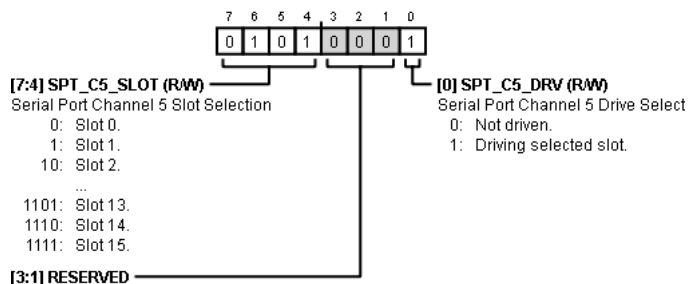 7 6 5 4 3 2 1 0
0 1 0 1 0 0 0 1
[7:4] SPT_C5_SLOT (R/W)
Serial Port Channel 5 Slot Selection
0: Slot 0.
1: Slot 1.
10: Slot 2.
...
1101: Slot 13.
1110: Slot 14.
1111: Slot 15.
[3:1] RESERVED
[0] SPT_C5_DRV (R/W)
Serial Port Channel 5 Drive Select
0: Not driven.
1: Driving selected slot.